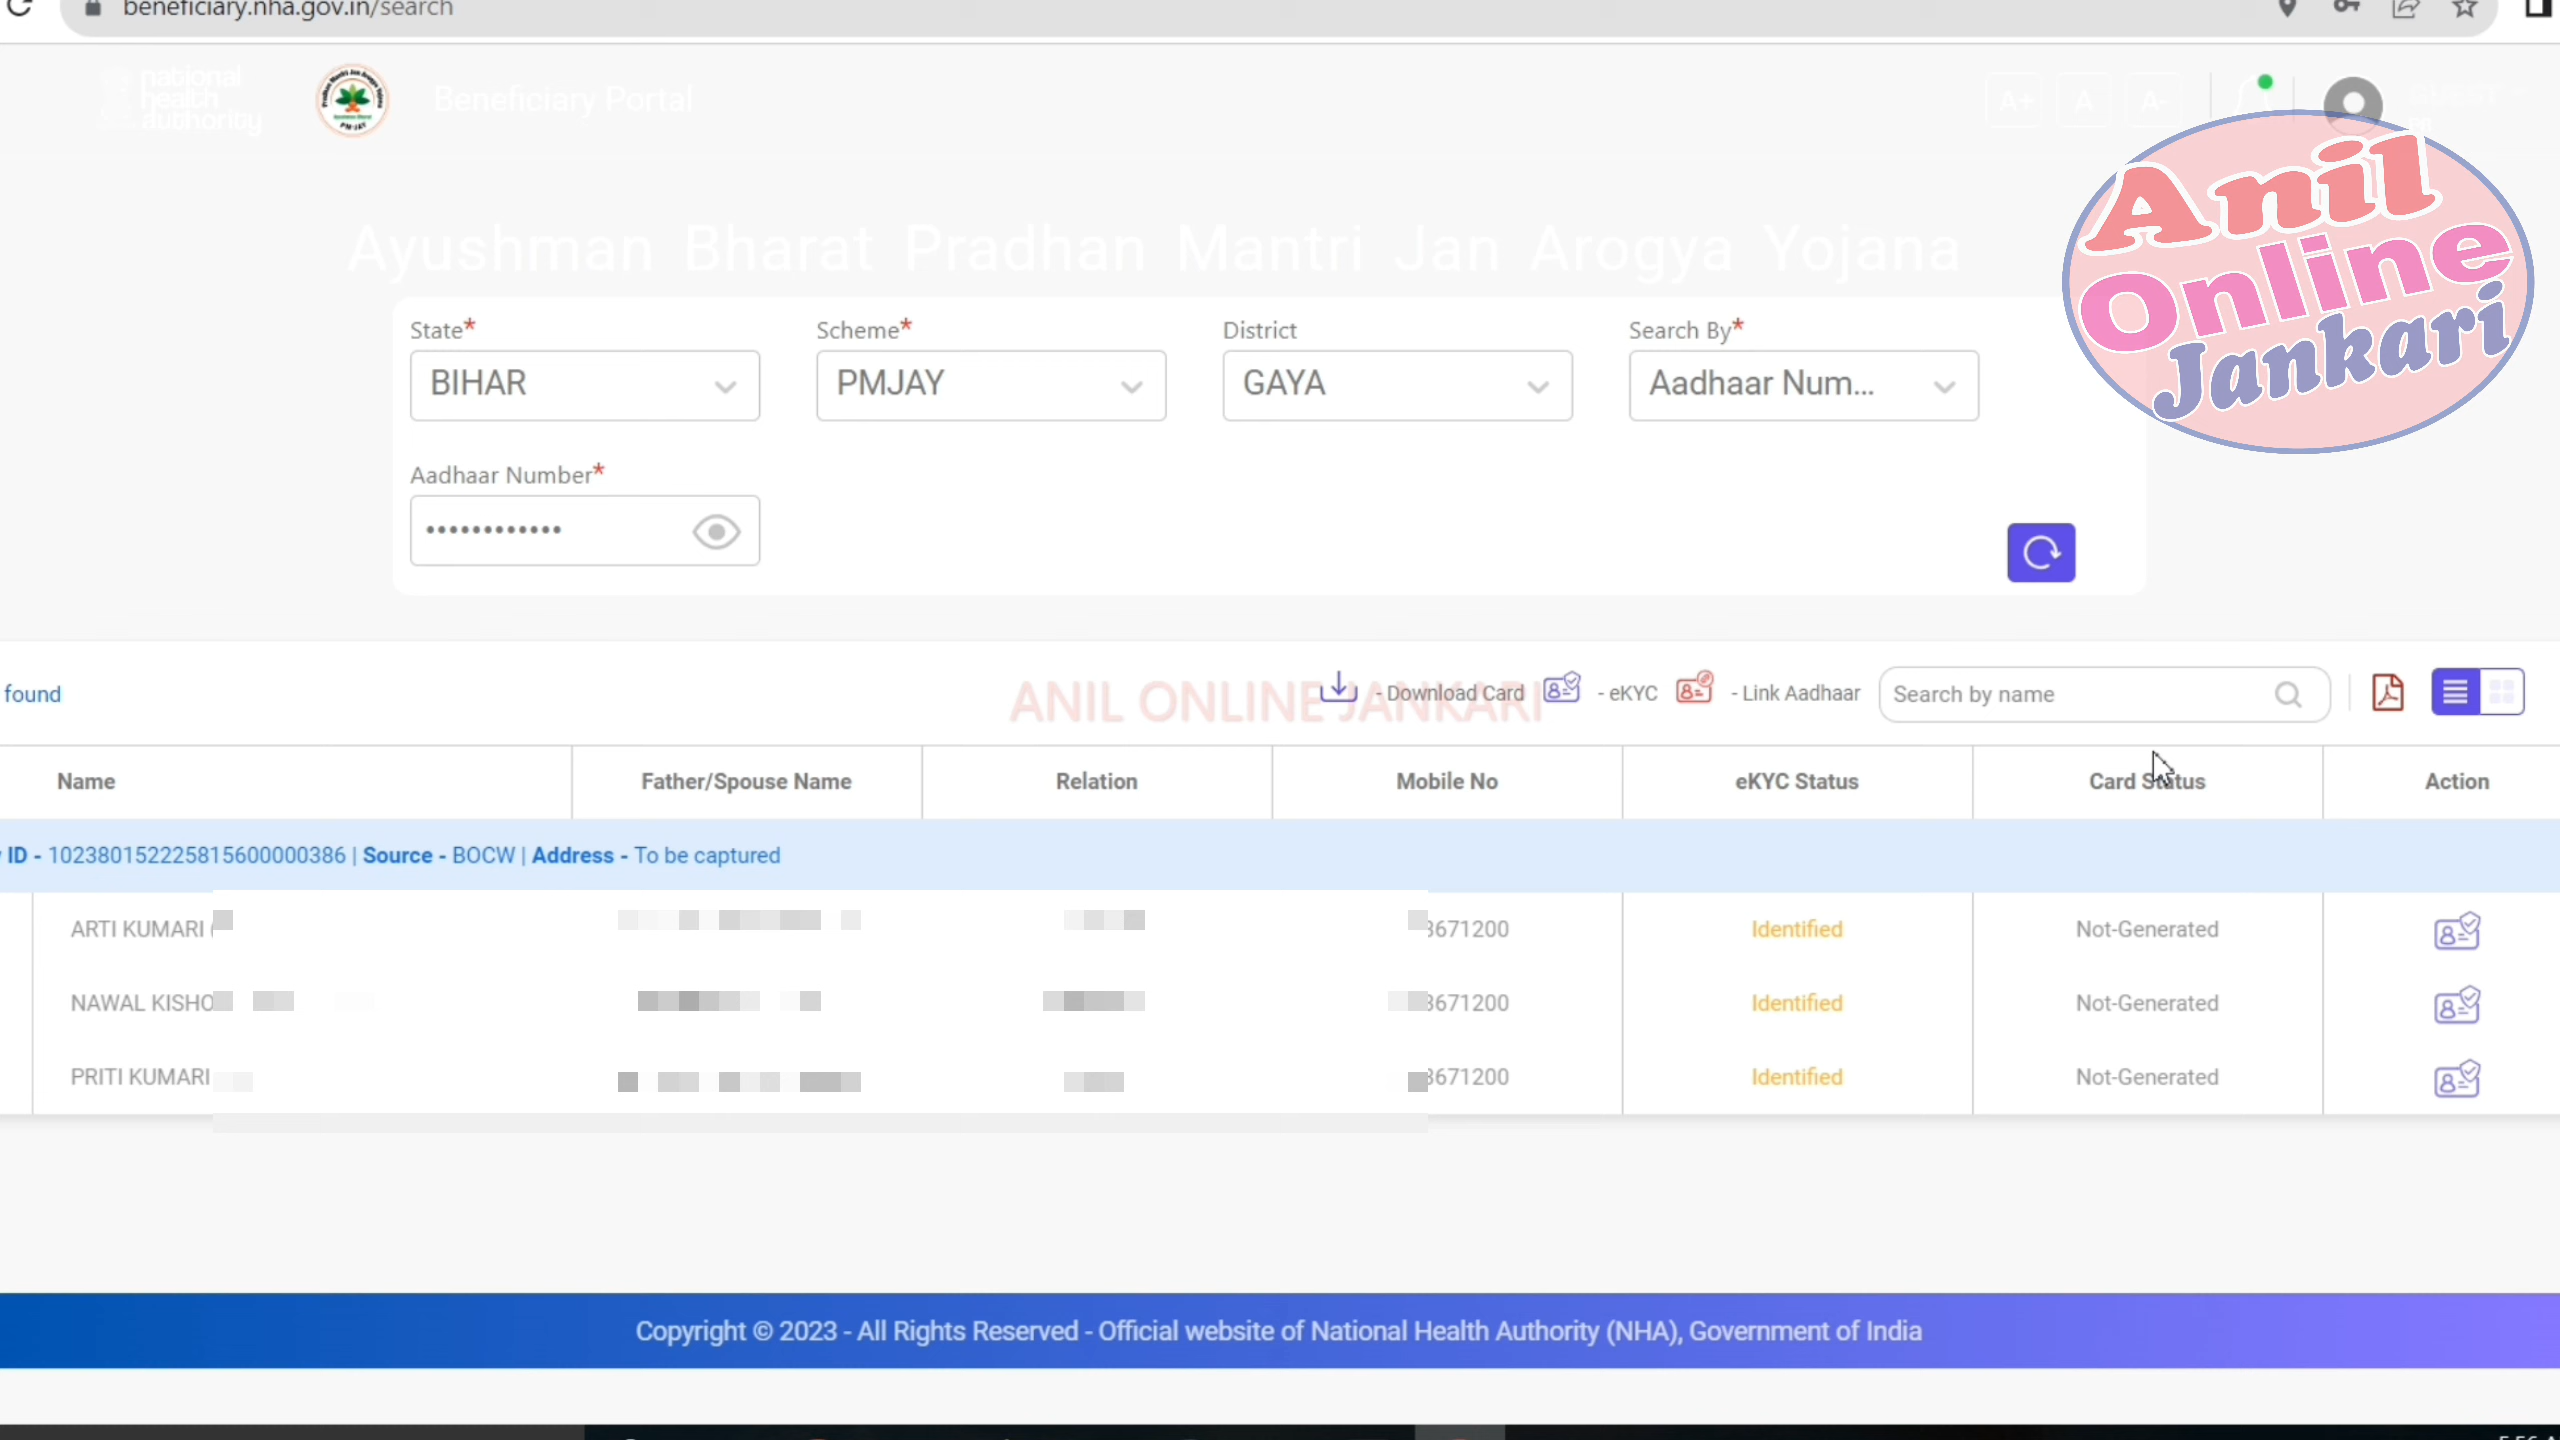 beneficiary.nha.gov.in/search
national
health
authority
Beneficiary Portal
A+ A A-
Anil
Online
Jankari
Ayushman Bharat Pradhan Mantri Jan Arogya Yojana
State* Scheme* District Search By*
BIHAR PMJAY GAYA Aadhaar Num...
Aadhaar Number*
••••••••••••
found
ANIL ONLINE JANKARI
- Download Card - eKYC - Link Aadhaar Search by name
Name Father/Spouse Name Relation Mobile No eKYC Status Card Status Action
ID - 102380152225815600000386 | Source - BOCW | Address - To be captured
ARTI KUMARI 3671200 Identified Not-Generated
NAWAL KISHO 3671200 Identified Not-Generated
PRITI KUMARI 3671200 Identified Not-Generated
Copyright © 2023 - All Rights Reserved - Official website of National Health Authority (NHA), Government of India